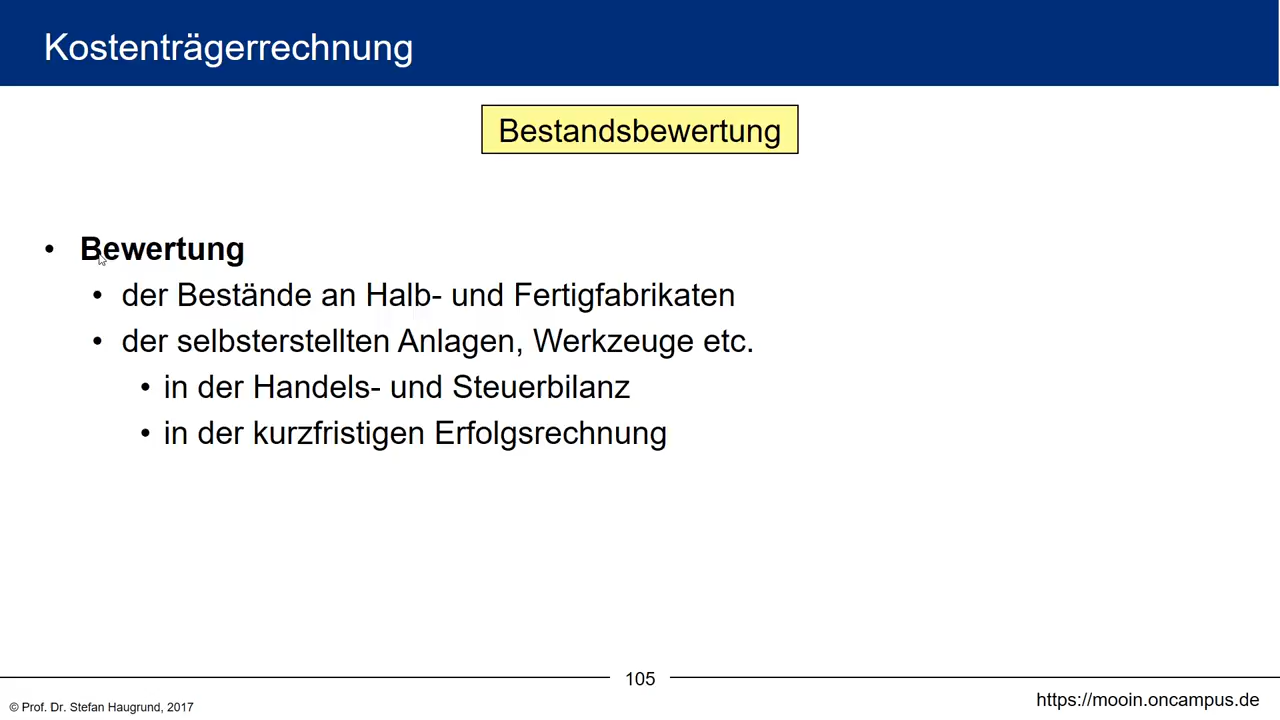 Kostenträgerrechnung
Bestandsbewertung
• Bewertung
• der Bestände an Halb- und Fertigfabrikaten
• der selbsterstellten Anlagen, Werkzeuge etc.
• in der Handels- und Steuerbilanz
• in der kurzfristigen Erfolgsrechnung
105
© Prof. Dr. Stefan Haugrund, 2017
https://mooin.oncampus.de